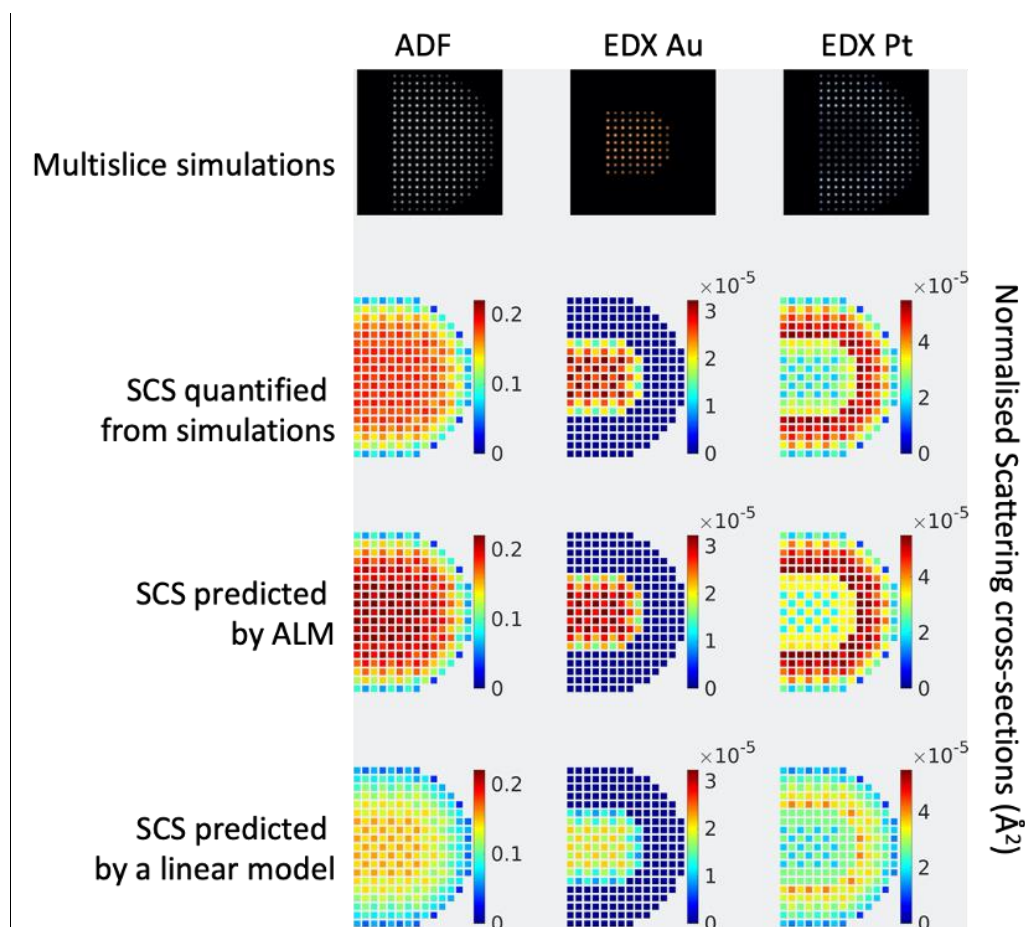 ADF EDX Au EDX Pt
Multislice simulations
×10⁻⁵ ×10⁻⁵
0.2 3 4
0.1 2 2
0 1 0
0
SCS quantified
from simulations
×10⁻⁵ ×10⁻⁵
0.2 3 4
0.1 2 2
0 1 0
0
SCS predicted
by ALM
×10⁻⁵ ×10⁻⁵
0.2 3 4
0.1 2 2
0 1 0
0
SCS predicted
by a linear model
Normalised Scattering cross-sections (Å²)